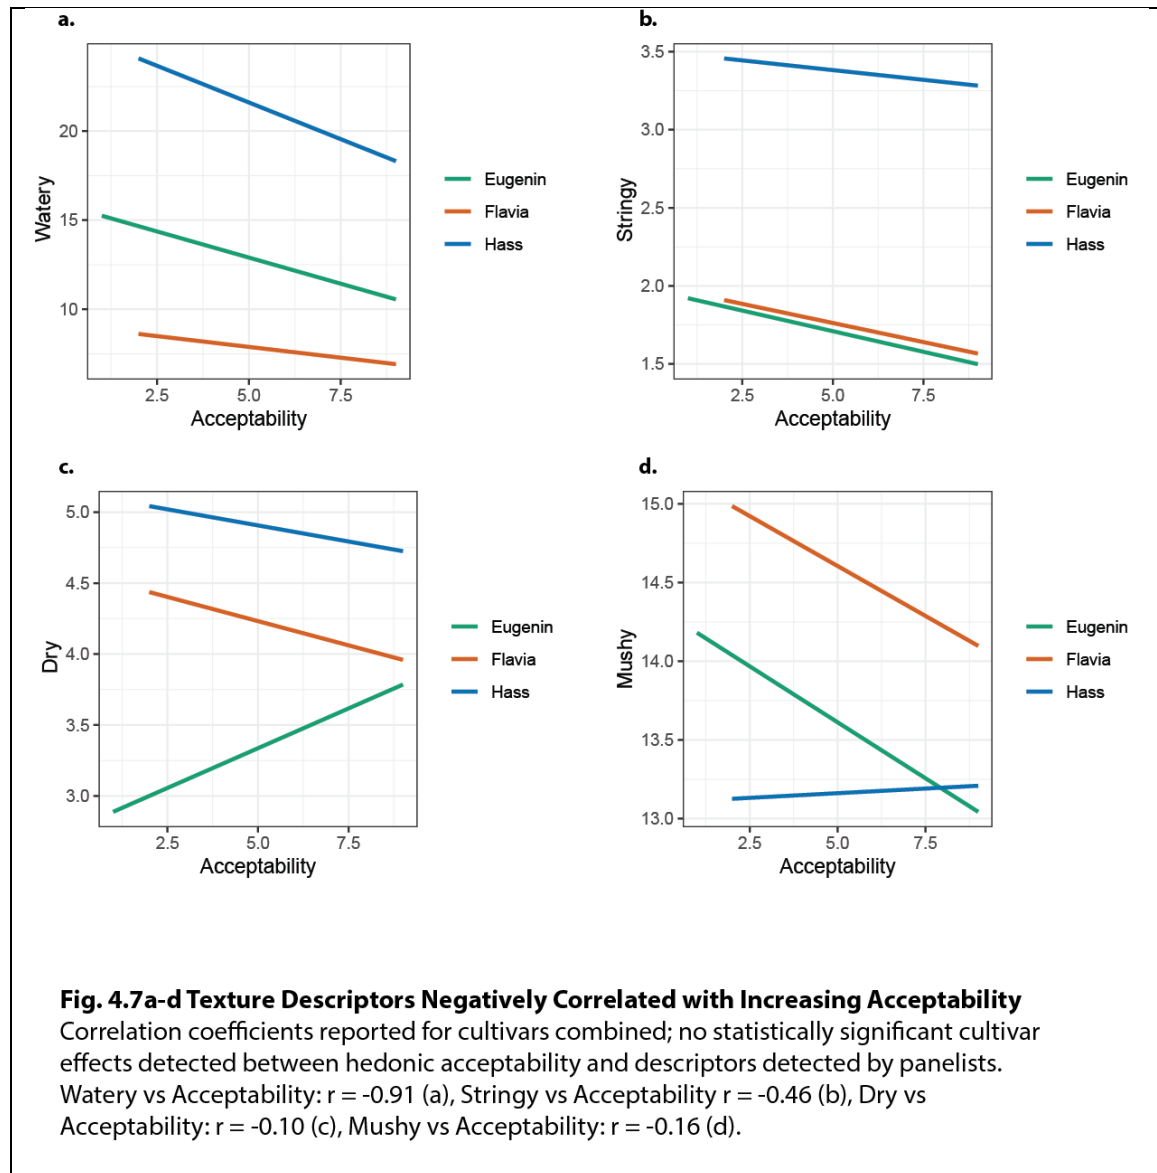 a.
Watery
20
15
10
2.5 5.0 7.5
Acceptability
Eugenin
Flavia
Hass
b.
Stringy
3.5
3.0
2.5
2.0
1.5
2.5 5.0 7.5
Acceptability
Eugenin
Flavia
Hass
c.
Dry
5.0
4.5
4.0
3.5
3.0
2.5 5.0 7.5
Acceptability
Eugenin
Flavia
Hass
d.
Mushy
15.0
14.5
14.0
13.5
13.0
2.5 5.0 7.5
Acceptability
Eugenin
Flavia
Hass
Fig. 4.7a-d Texture Descriptors Negatively Correlated with Increasing Acceptability
Correlation coefficients reported for cultivars combined; no statistically significant cultivar
effects detected between hedonic acceptability and descriptors detected by panelists.
Watery vs Acceptability: r = -0.91 (a), Stringy vs Acceptability r = -0.46 (b), Dry vs
Acceptability: r = -0.10 (c), Mushy vs Acceptability: r = -0.16 (d).